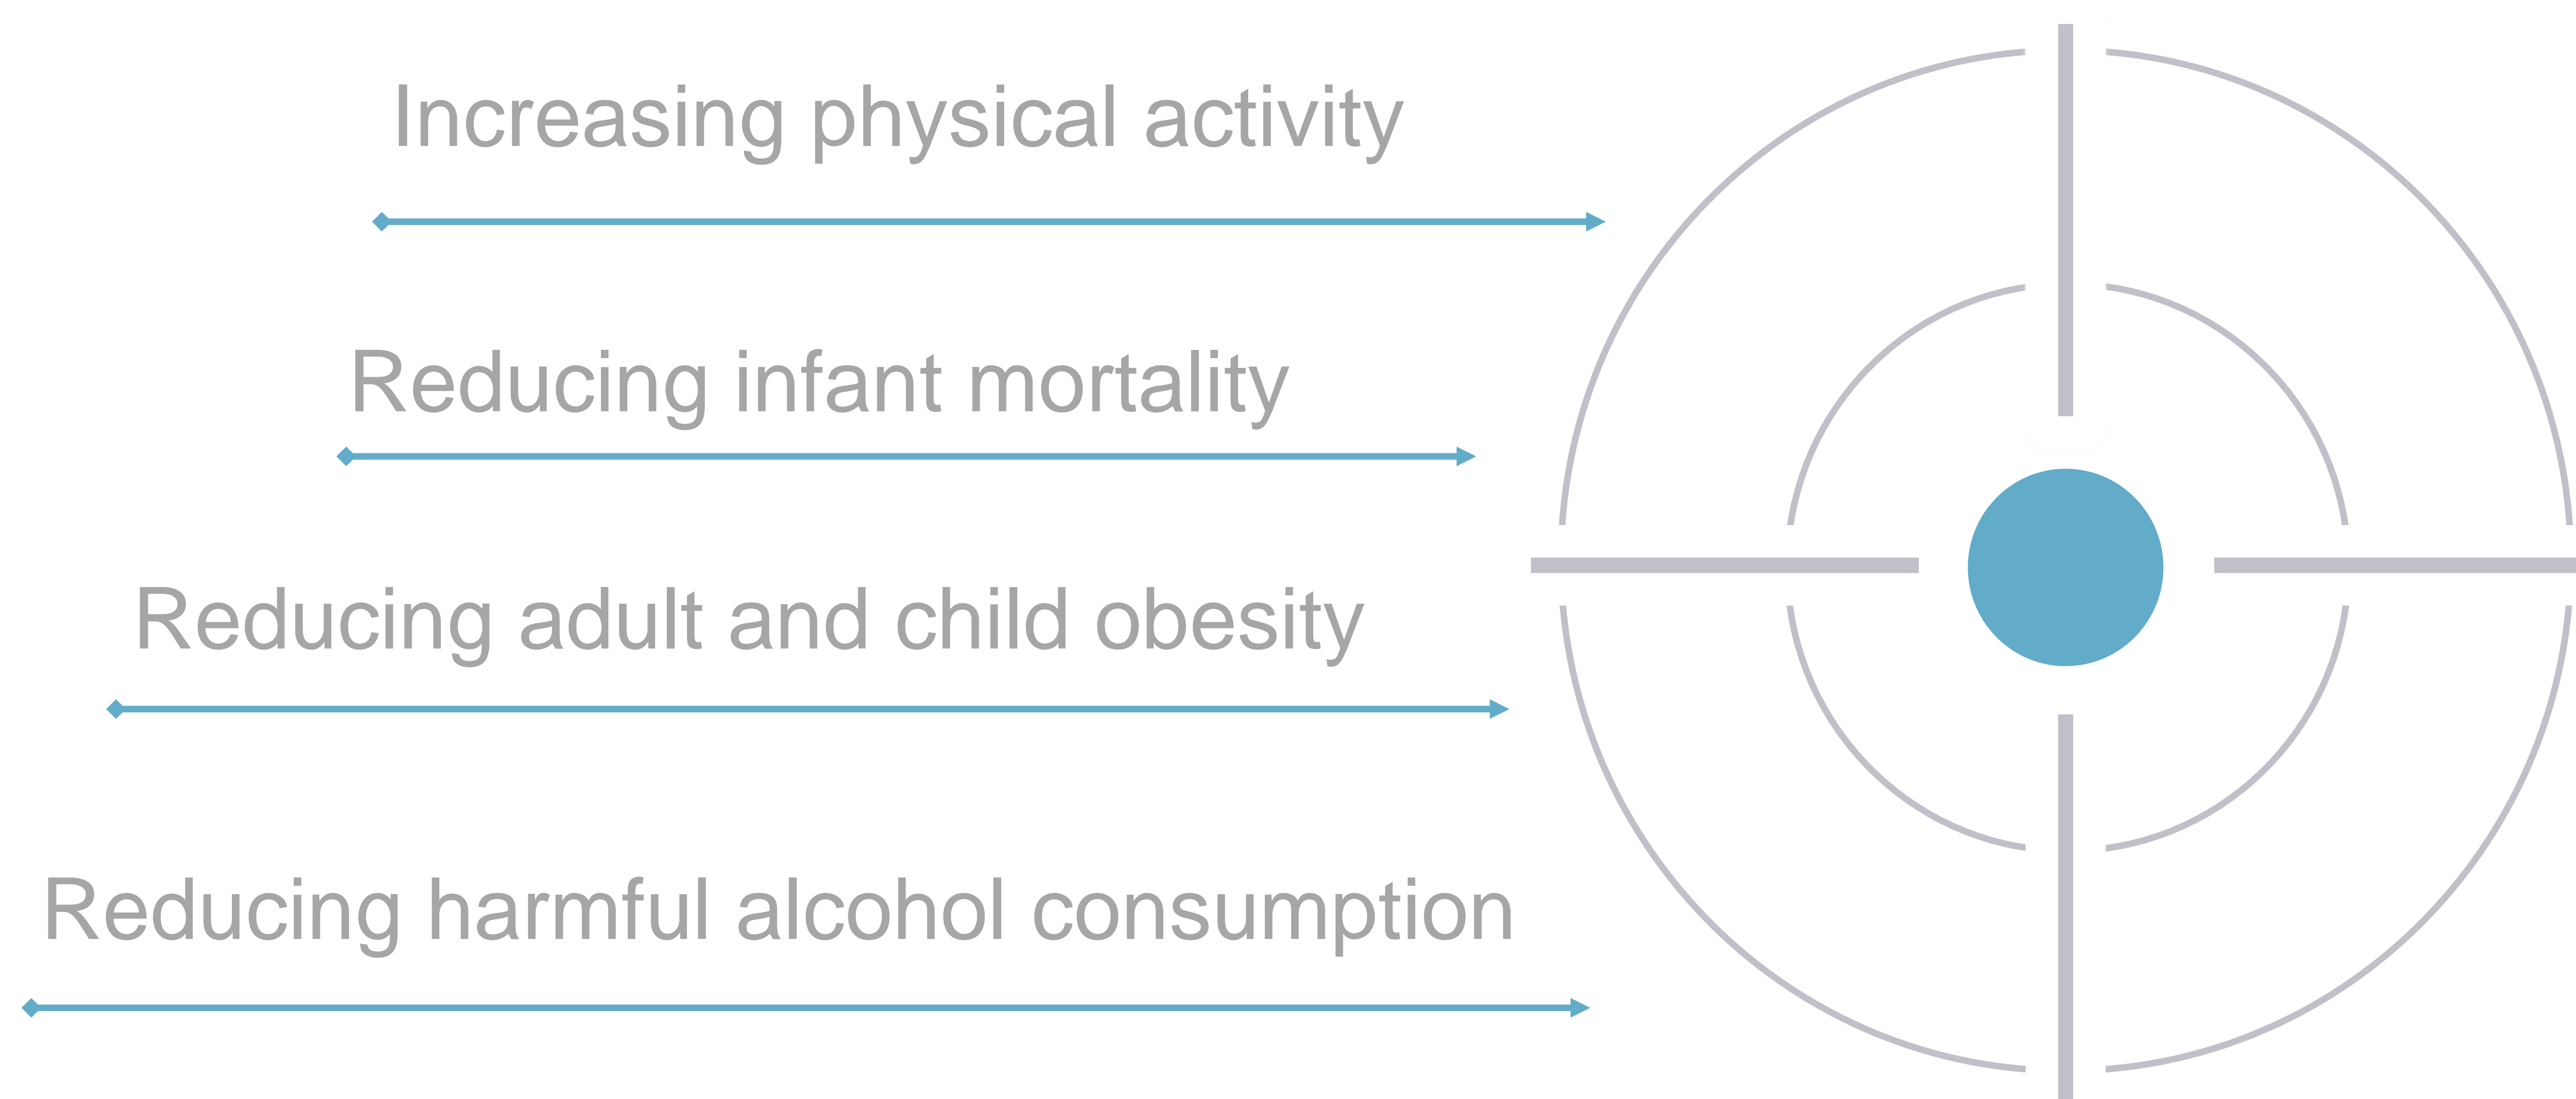 Increasing physical activity
Reducing infant mortality
Reducing adult and child obesity
Reducing harmful alcohol consumption